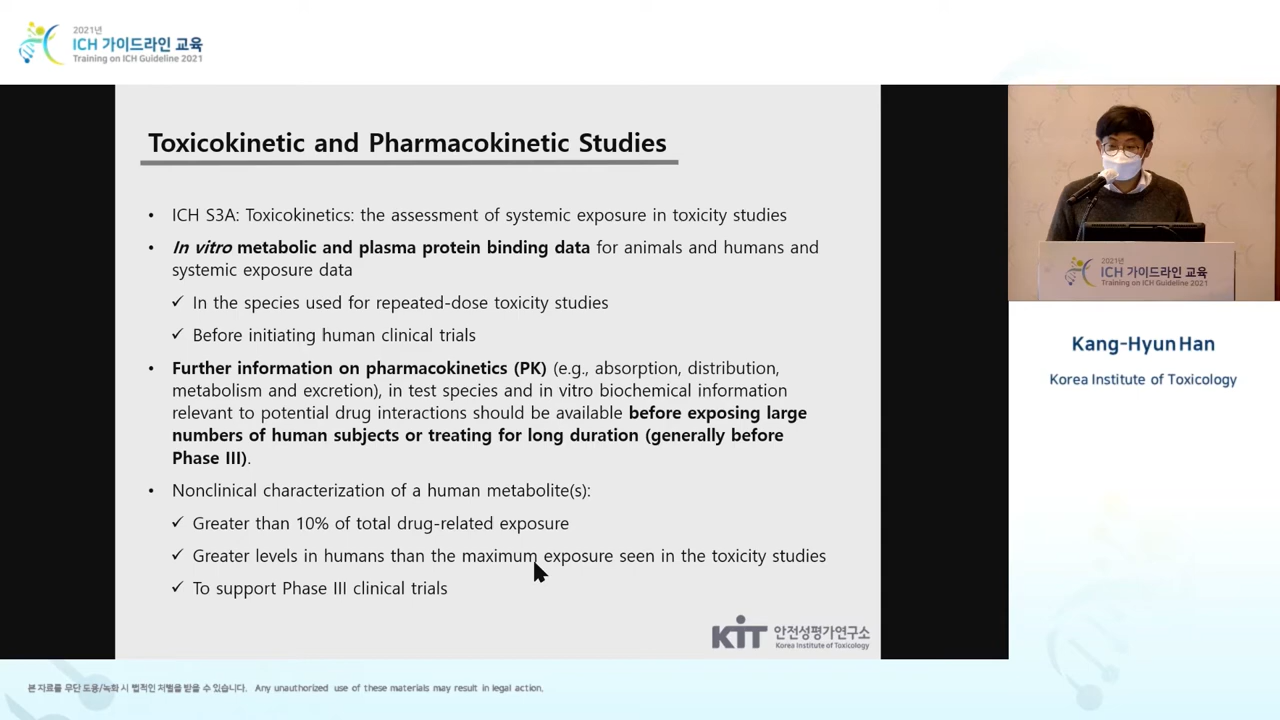 2021년
ICH 가이드라인 교육
Training on ICH Guideline 2021
Toxicokinetic and Pharmacokinetic Studies
• ICH S3A: Toxicokinetics: the assessment of systemic exposure in toxicity studies
• In vitro metabolic and plasma protein binding data for animals and humans and
systemic exposure data
✓ In the species used for repeated-dose toxicity studies
✓ Before initiating human clinical trials
• Further information on pharmacokinetics (PK) (e.g., absorption, distribution,
metabolism and excretion), in test species and in vitro biochemical information
relevant to potential drug interactions should be available before exposing large
numbers of human subjects or treating for long duration (generally before
Phase III).
• Nonclinical characterization of a human metabolite(s):
✓ Greater than 10% of total drug-related exposure
✓ Greater levels in humans than the maximum exposure seen in the toxicity studies
✓ To support Phase III clinical trials
KIT 안전성평가연구소
Korea Institute of Toxicology
2021년
ICH 가이드라인 교육
Training on ICH Guideline 2021
Kang-Hyun Han
Korea Institute of Toxicology
본 자료를 무단 도용/녹화 시 법적인 처벌을 받을 수 있습니다. Any unauthorized use of these materials may result in legal action.